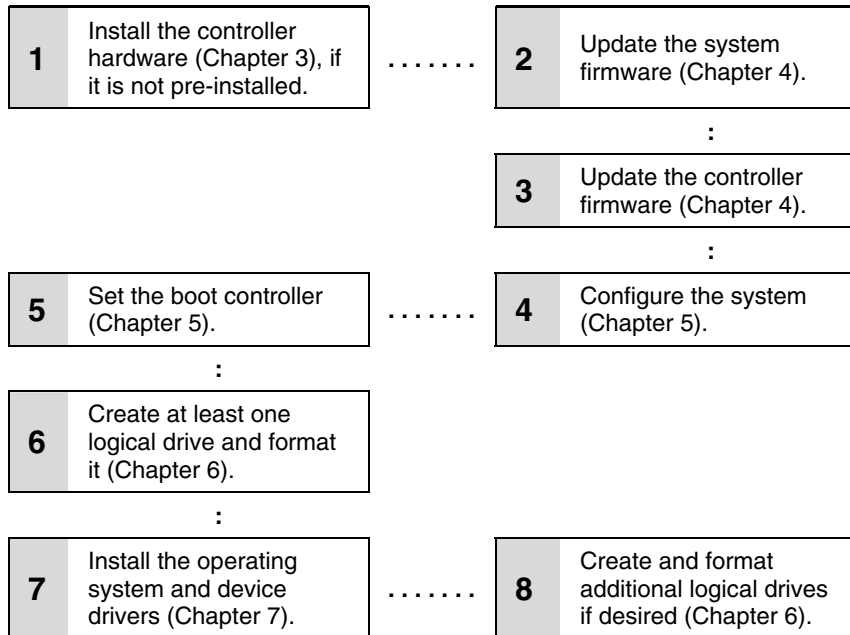 1
Install the controller
hardware (Chapter 3), if
it is not pre-installed.
.......
2
Update the system
firmware (Chapter 4).
:
3
Update the controller
firmware (Chapter 4).
:
4
Configure the system
(Chapter 5).
.......
5
Set the boot controller
(Chapter 5).
:
6
Create at least one
logical drive and format
it (Chapter 6).
:
7
Install the operating
system and device
drivers (Chapter 7).
.......
8
Create and format
additional logical drives
if desired (Chapter 6).